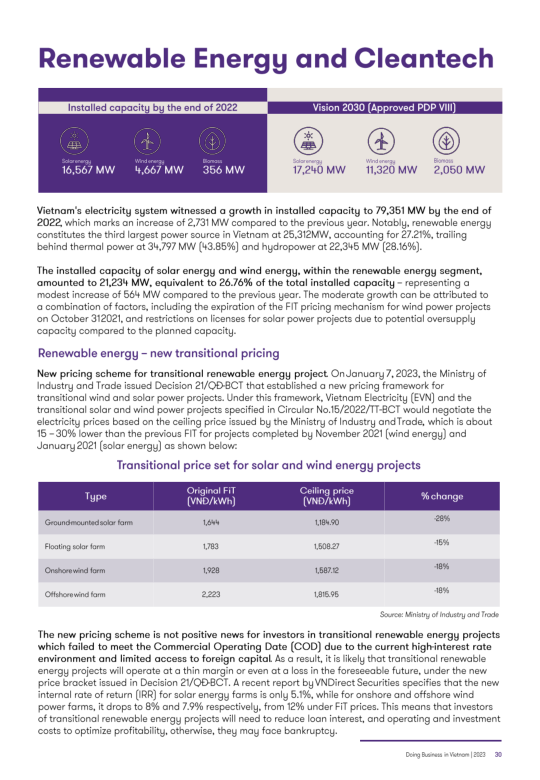 Renewable Energy and Cleantech
Installed capacity by the end of 2022
Vision 2030 (Approved PDP VIII)
Solar energy
16,567 MW
Wind energy
4,667 MW
Biomass
356 MW
Solar energy
17,240 MW
Wind energy
11,320 MW
Biomass
2,050 MW
Vietnam's electricity system witnessed a growth in installed capacity to 79,351 MW by the end of
2022, which marks an increase of 2,731 MW compared to the previous year. Notably, renewable energy
constitutes the third largest power source in Vietnam at 25,312MW, accounting for 27.21%, trailing
behind thermal power at 34,797 MW (43.85%) and hydropower at 22,345 MW (28.16%).
The installed capacity of solar energy and wind energy, within the renewable energy segment,
amounted to 21,234 MW, equivalent to 26.76% of the total installed capacity – representing a
modest increase of 564 MW compared to the previous year. The moderate growth can be attributed to
a combination of factors, including the expiration of the FIT pricing mechanism for wind power projects
on October 31 2021, and restrictions on licenses for solar power projects due to potential oversupply
capacity compared to the planned capacity.
Renewable energy – new transitional pricing
New pricing scheme for transitional renewable energy project. On January 7, 2023, the Ministry of
Industry and Trade issued Decision 21/QĐ-BCT that established a new pricing framework for
transitional wind and solar power projects. Under this framework, Vietnam Electricity (EVN) and the
transitional solar and wind power projects specified in Circular No.15/2022/TT-BCT would negotiate the
electricity prices based on the ceiling price issued by the Ministry of Industry and Trade, which is about
15 – 30% lower than the previous FIT for projects completed by November 2021 (wind energy) and
January 2021 (solar energy) as shown below:
Transitional price set for solar and wind energy projects
Type
Original FiT (VNĐ/kWh)
Ceiling price (VNĐ/kWh)
% change
Ground-mounted solar farm 1,644 1,184.90 -28%
Floating solar farm 1,783 1,508.27 -15%
Onshore wind farm 1,928 1,587.12 -18%
Offshore wind farm 2,223 1,815.95 -18%
Source: Ministry of Industry and Trade
The new pricing scheme is not positive news for investors in transitional renewable energy projects
which failed to meet the Commercial Operating Date (COD) due to the current high-interest rate
environment and limited access to foreign capital. As a result, it is likely that transitional renewable
energy projects will operate at a thin margin or even at a loss in the foreseeable future, under the new
price bracket issued in Decision 21/QĐ-BCT. A recent report by VNDirect Securities specifies that the new
internal rate of return (IRR) for solar energy farms is only 5.1%, while for onshore and offshore wind
power farms, it drops to 8% and 7.9% respectively, from 12% under FiT prices. This means that investors
of transitional renewable energy projects will need to reduce loan interest, and operating and investment
costs to optimize profitability, otherwise, they may face bankruptcy.
Doing Business in Vietnam | 2023 30